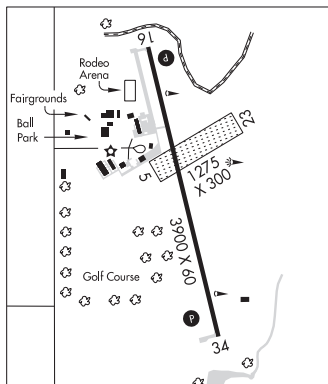 16
P
Rodeo
Arena
Fairgrounds
Ball
Park
23
5
1275
X 300
3900 X 60
Golf Course
P
34